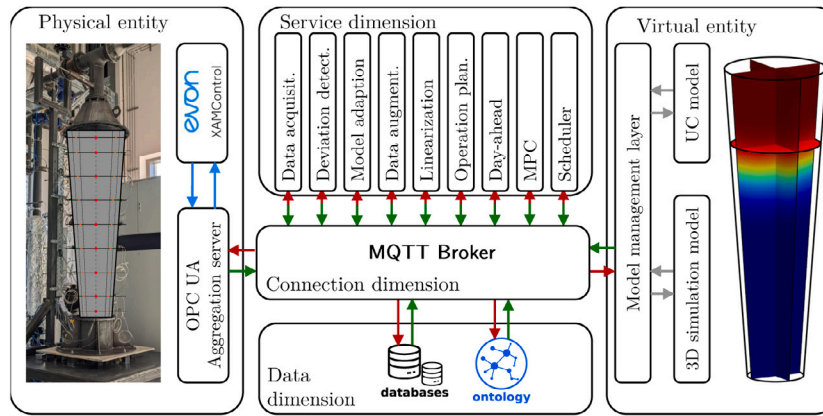 Physical entity
evon
XAMControl
OPC UA
Aggregation server
Service dimension
Data acquisit.
Deviation detect.
Model adaption
Data augment.
Linearization
Operation plan.
Day-ahead
MPC
Scheduler
MQTT Broker
Connection dimension
Data
dimension
databases
ontology
Virtual entity
Model management layer
UC model
3D simulation model